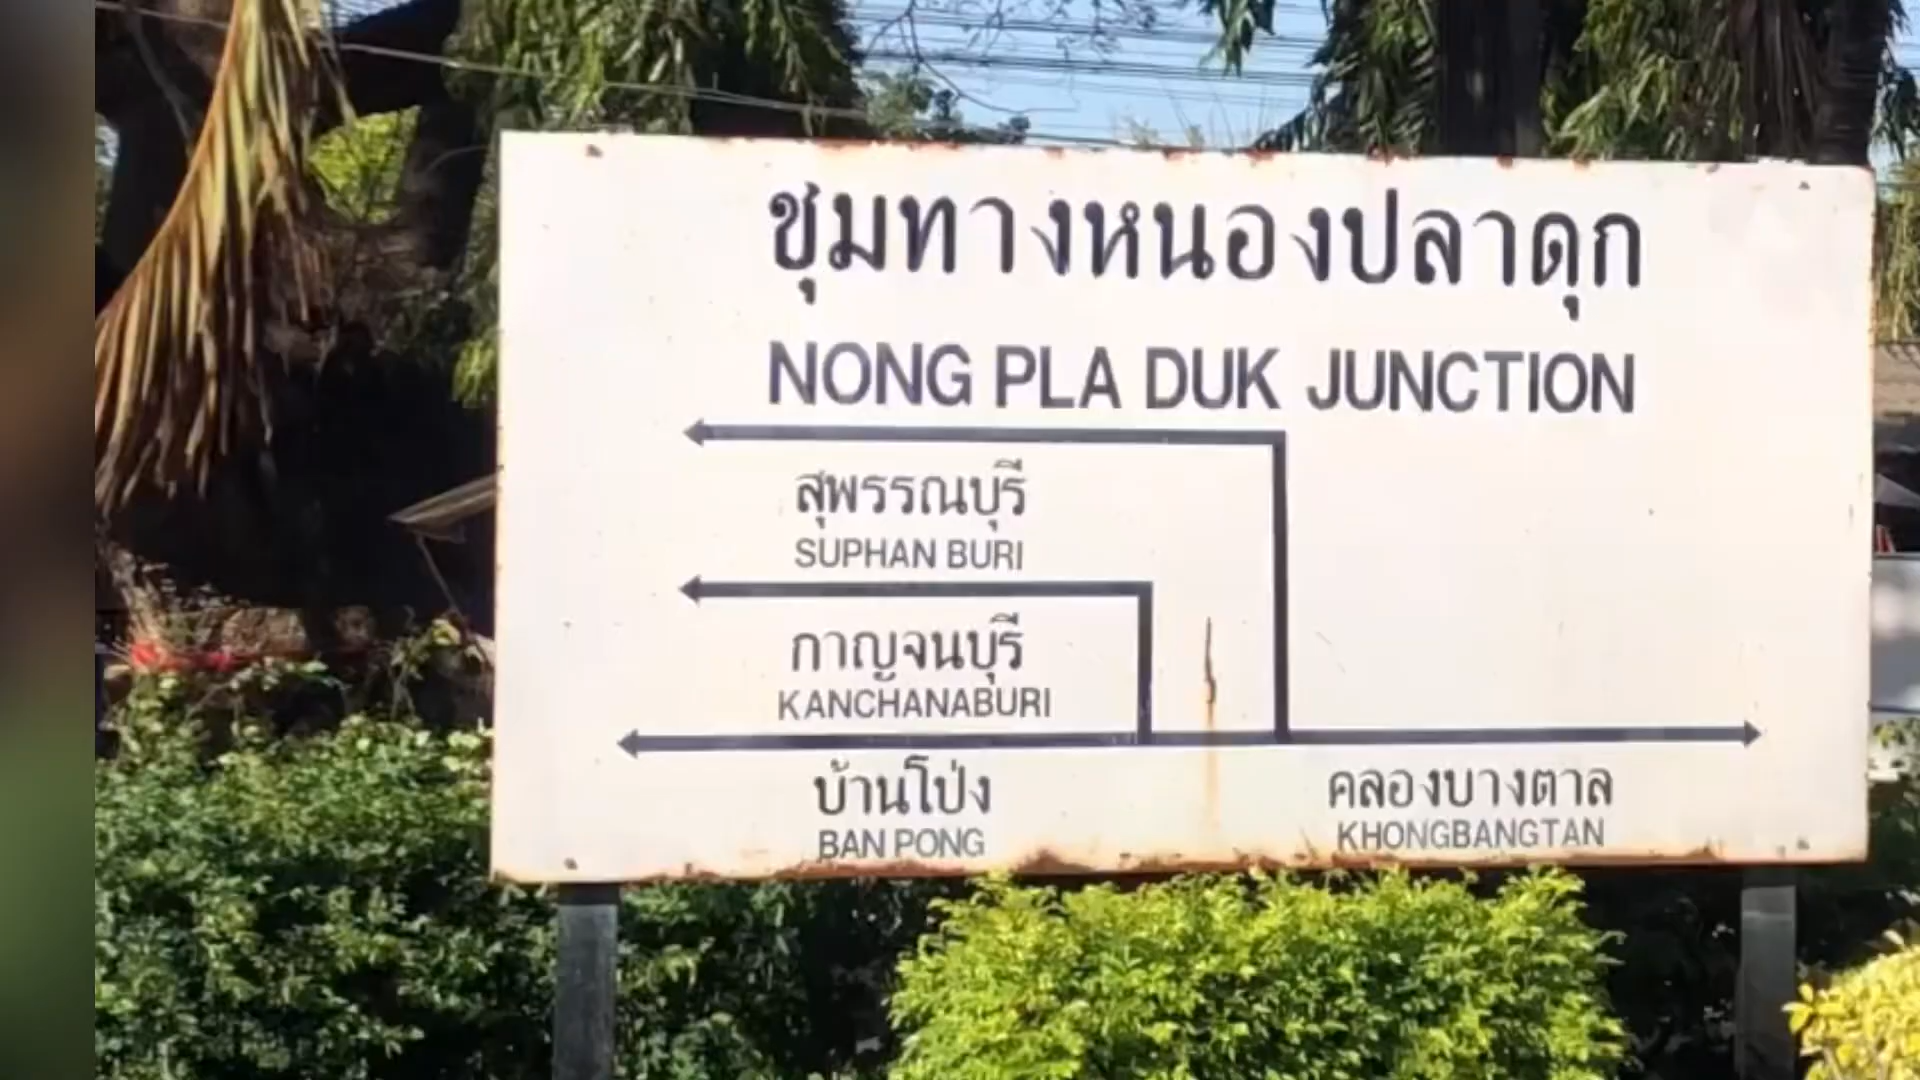 ชุมทางหนองปลาดุก
NONG PLA DUK JUNCTION
สุพรรณบุรี
SUPHAN BURI
กาญจนบุรี
KANCHANABURI
บ้านโป่ง
BAN PONG
คลองบางตาล
KHONGBANGTAN